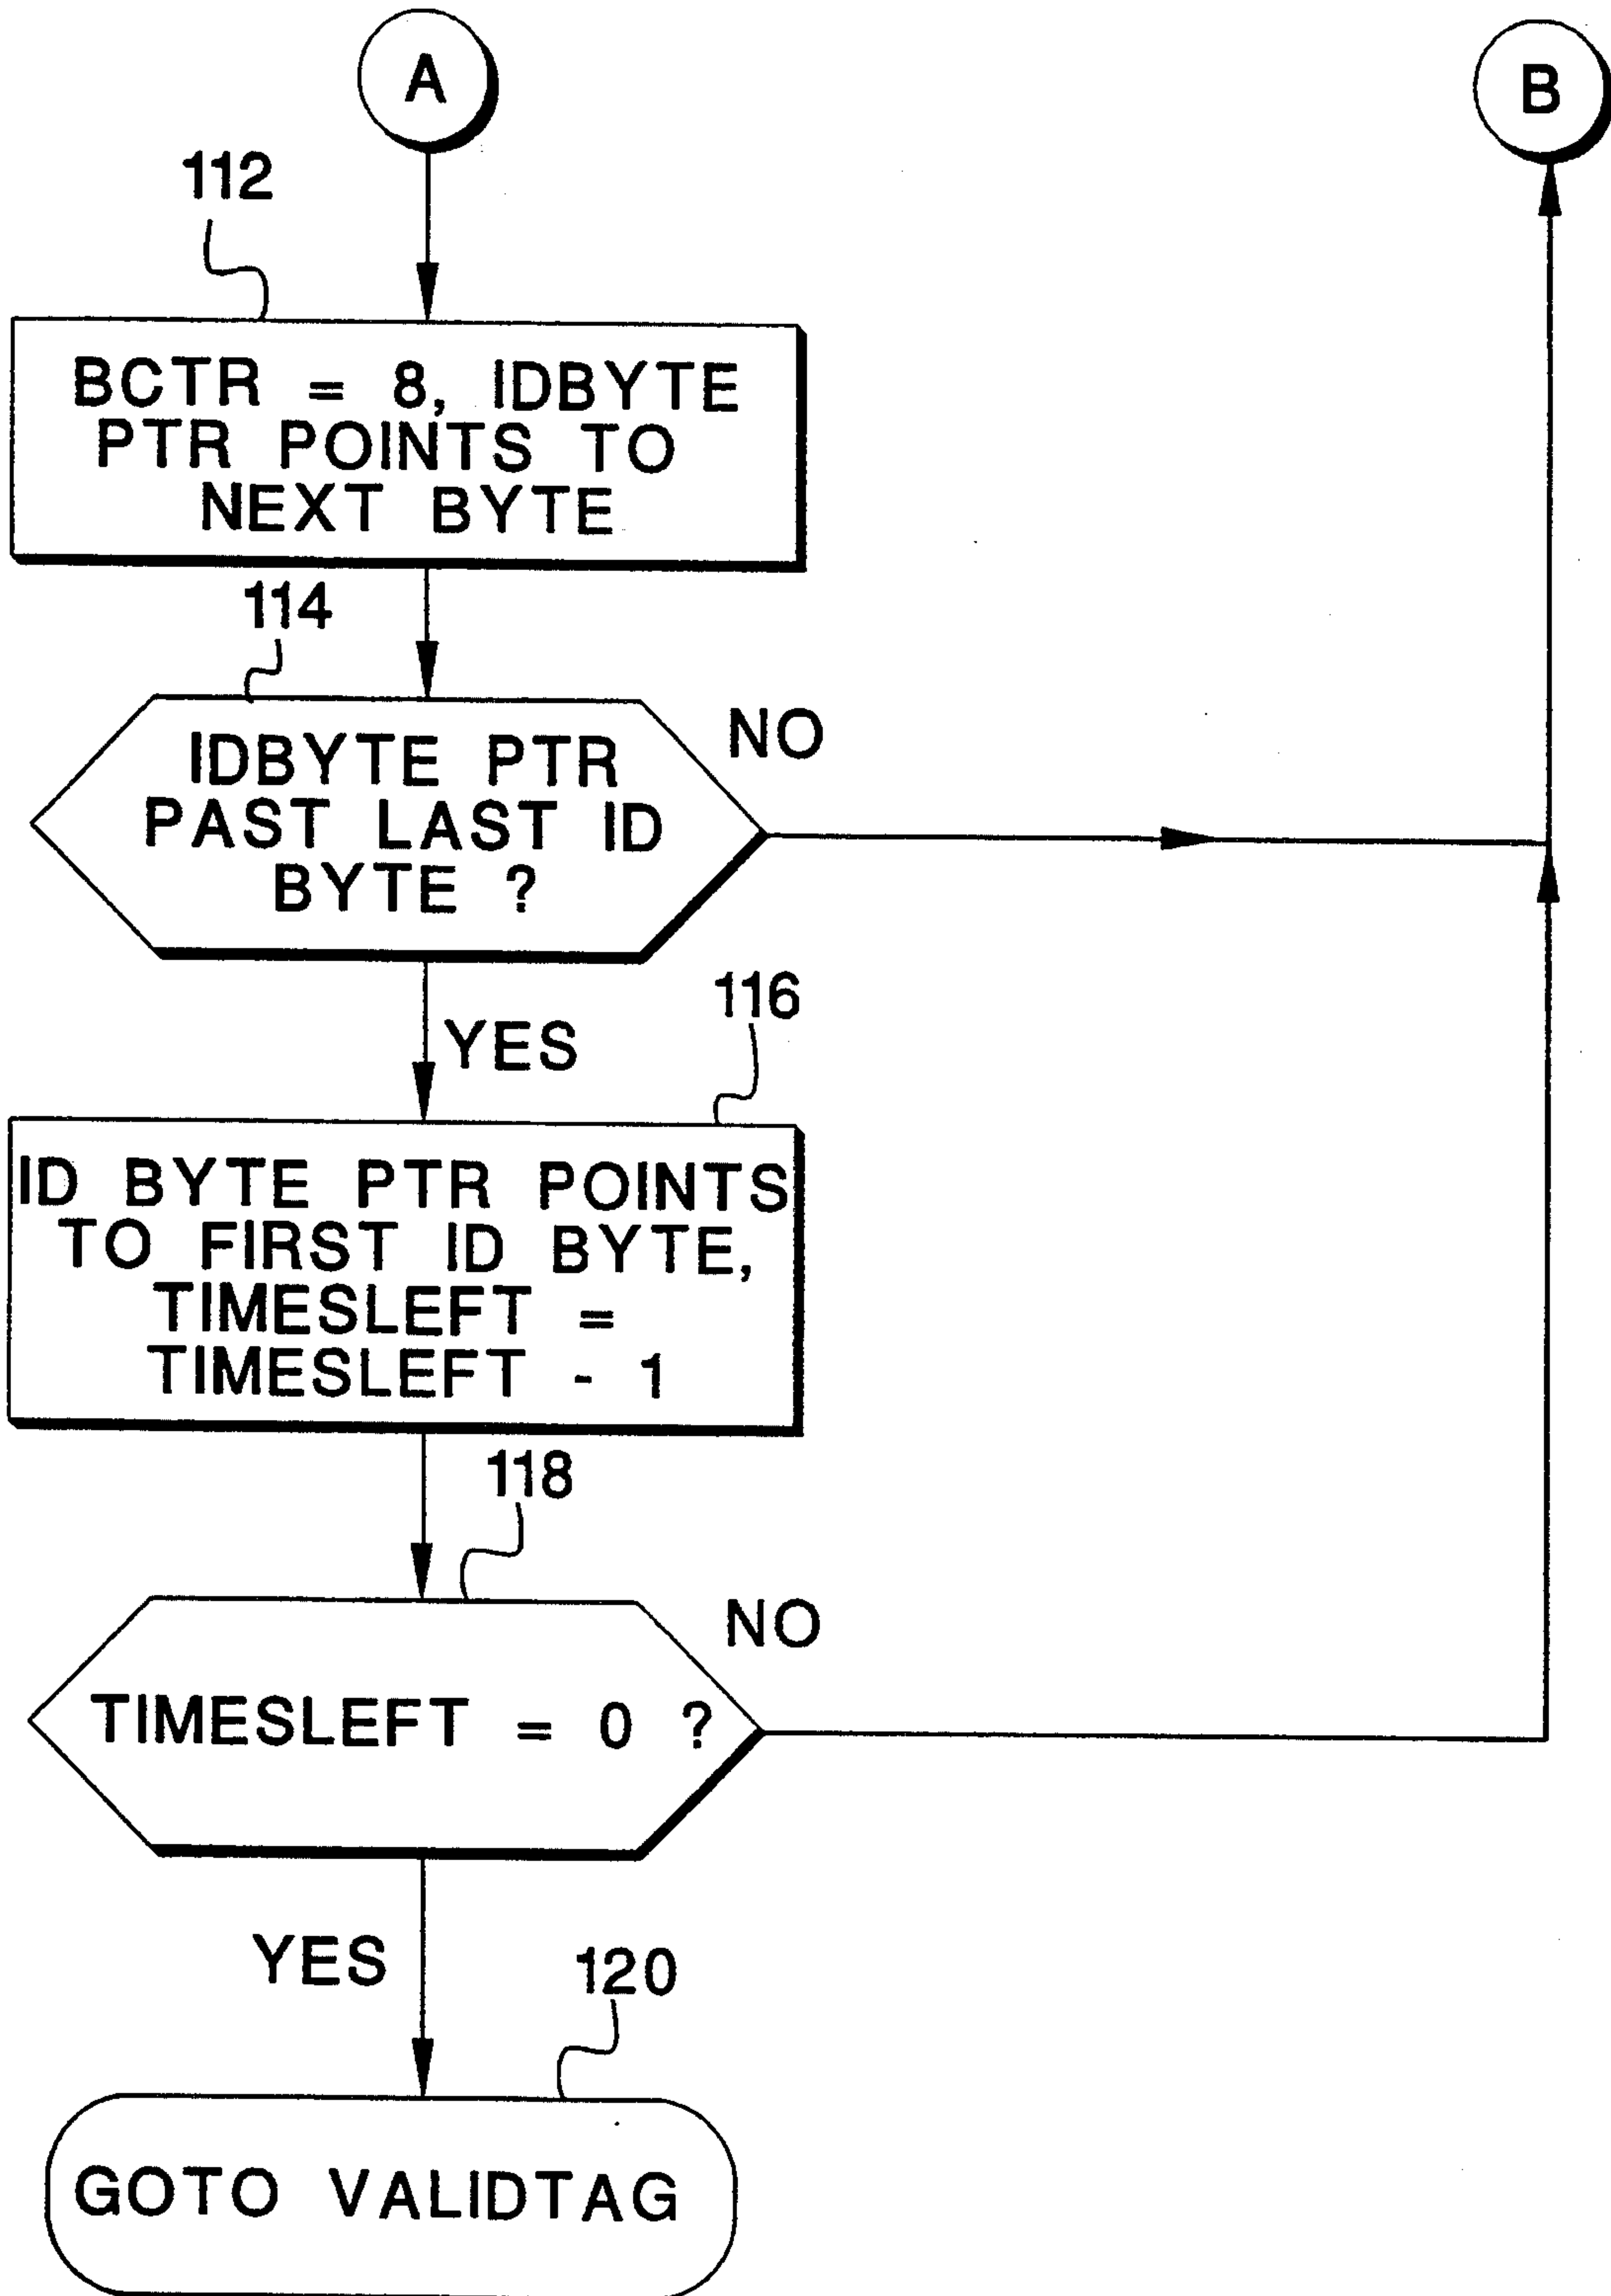 A
B
112
BCTR = 8, IDBYTE
PTR POINTS TO
NEXT BYTE
114
IDBYTE PTR
PAST LAST ID
BYTE ?
NO
YES
116
ID BYTE PTR POINTS
TO FIRST ID BYTE,
TIMESLEFT =
TIMESLEFT - 1
118
TIMESLEFT = 0 ?
NO
YES
120
GOTO VALIDTAG